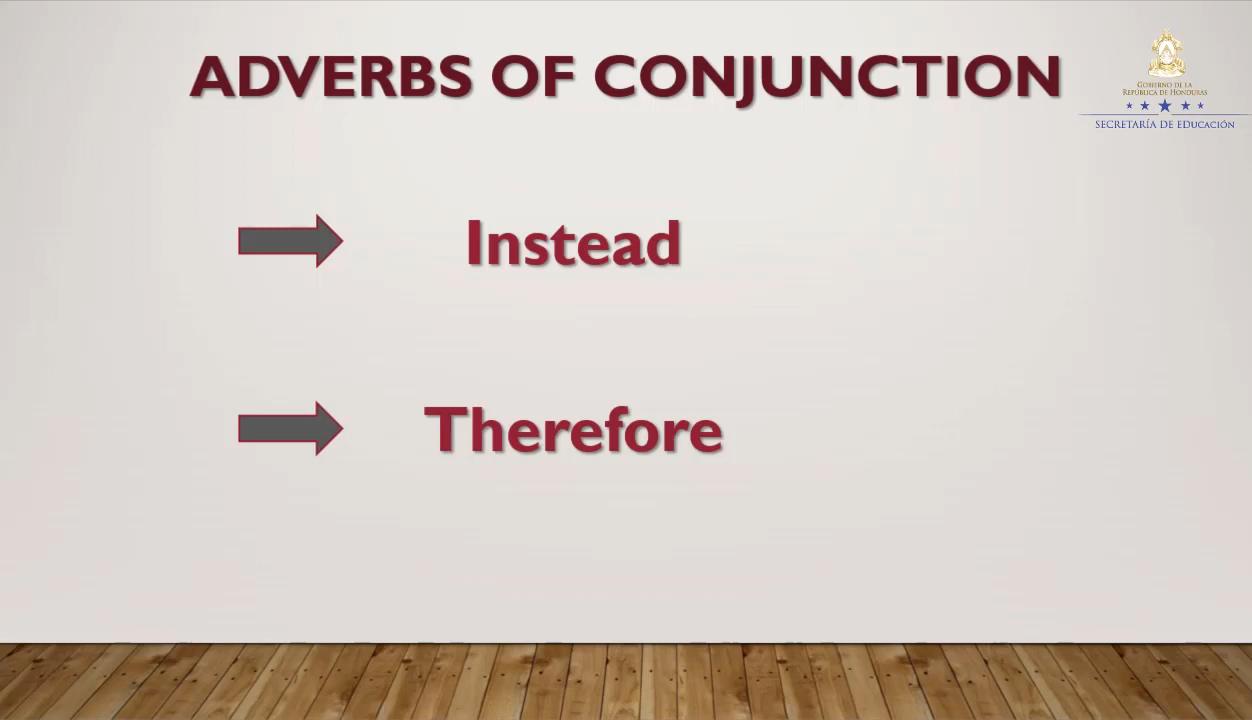 ADVERBS OF CONJUNCTION
GOBIERNO DE LA
REPÚBLICA DE HONDURAS
SECRETARÍA DE EDUCACIÓN
Instead
Therefore